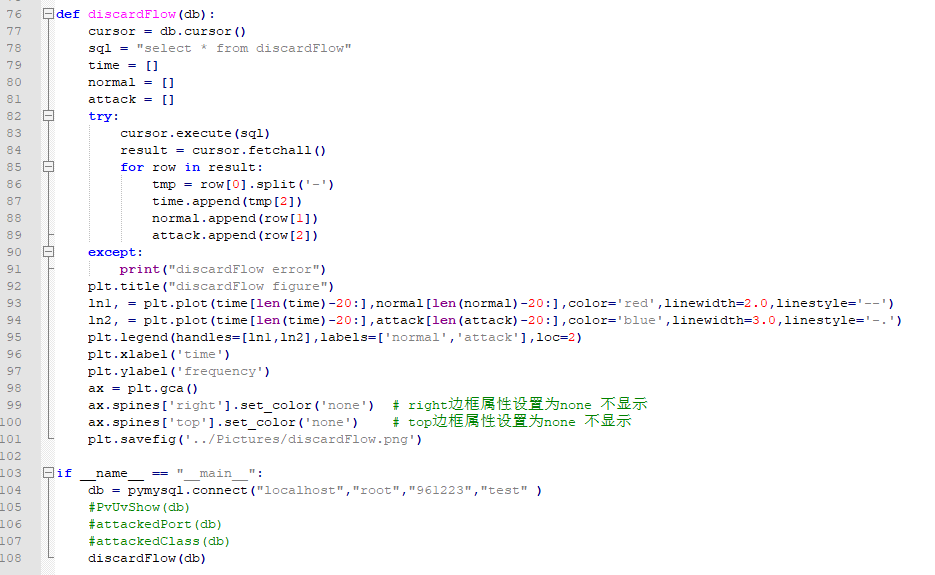 76 def discardFlow(db):
77 cursor = db.cursor()
78 sql = "select * from discardFlow"
79 time = []
80 normal = []
81 attack = []
82 try:
83 cursor.execute(sql)
84 result = cursor.fetchall()
85 for row in result:
86 tmp = row[0].split('-')
87 time.append(tmp[2])
88 normal.append(row[1])
89 attack.append(row[2])
90 except:
91 print("discardFlow error")
92 plt.title("discardFlow figure")
93 ln1, = plt.plot(time[len(time)-20:],normal[len(normal)-20:],color='red',linewidth=2.0,linestyle='--')
94 ln2, = plt.plot(time[len(time)-20:],attack[len(attack)-20:],color='blue',linewidth=3.0,linestyle='-.')
95 plt.legend(handles=[ln1,ln2],labels=['normal','attack'],loc=2)
96 plt.xlabel('time')
97 plt.ylabel('frequency')
98 ax = plt.gca()
99 ax.spines['right'].set_color('none')  # right边框属性设置为none 不显示
100 ax.spines['top'].set_color('none')    # top边框属性设置为none 不显示
101 plt.savefig('../Pictures/discardFlow.png')
102
103 if __name__ == "__main__":
104 db = pymysql.connect("localhost","root","961223","test" )
105 #PvUvShow(db)
106 #attackedPort(db)
107 #attackedClass(db)
108 discardFlow(db)